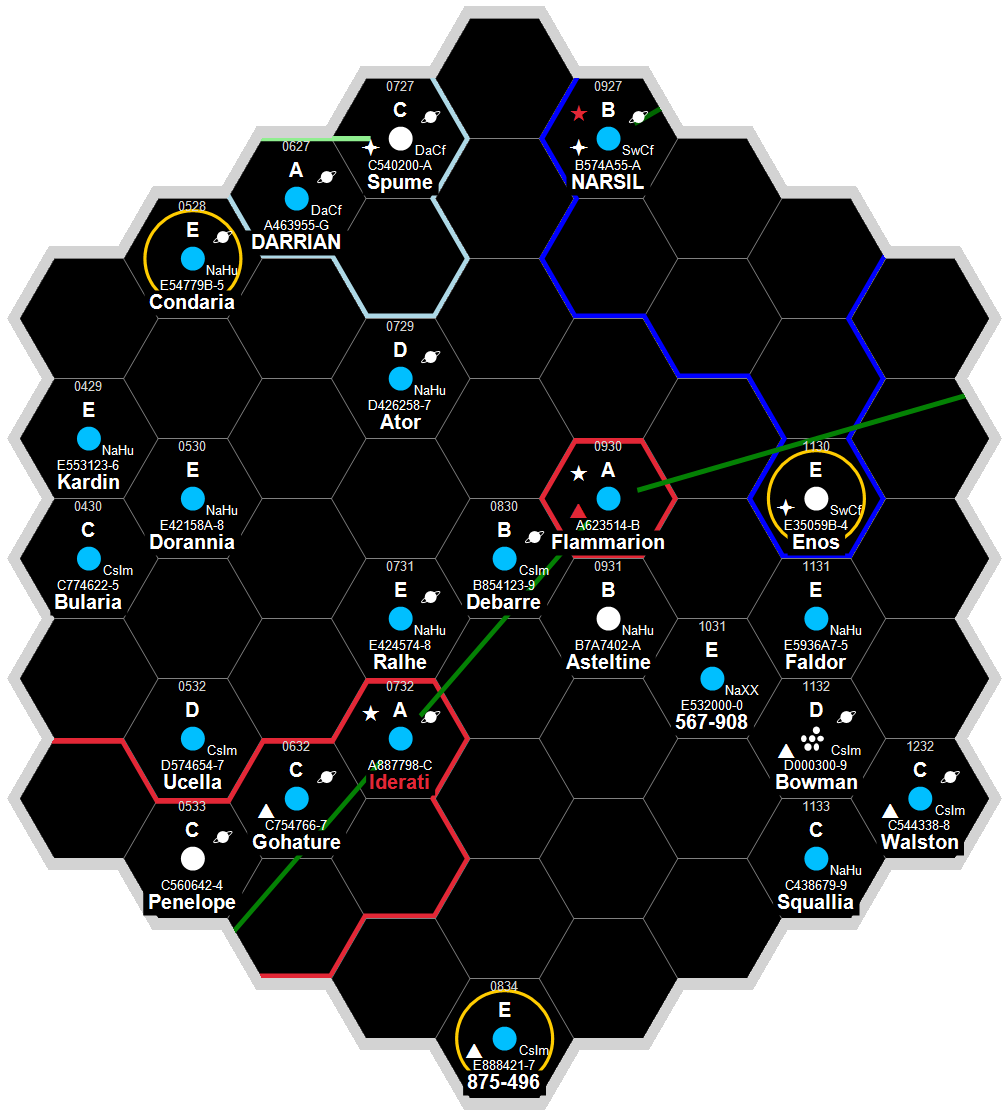 0727
C
DaCf
C540200-A
Spume
0927
B
SwCf
B574A55-A
NARSIL
0627
A
DaCf
A463955-G
DARRIAN
0528
E
NaHu
E54779B-5
Condaria
0729
D
NaHu
D426258-7
Ator
0429
E
NaHu
E553123-6
Kardin
0530
E
NaHu
E42158A-8
Dorannia
0930
A
A623514-B
Flammarion
1130
E
SwCf
E35059B-4
Enos
0430
C
CsIm
C774622-5
Bularia
0830
B
CsIm
B854123-9
Debarre
0731
E
NaHu
E424574-8
Ralhe
0931
B
NaHu
B7A7402-A
Asteltine
1131
E
NaHu
E5936A7-5
Faldor
1031
E
NaXX
E532000-0
567-908
0532
D
CsIm
D574654-7
Ucella
0732
A
A887798-C
Iderati
1132
D
CsIm
D000300-9
Bowman
0632
C
C754766-7
Gohature
1232
C
CsIm
C544338-8
Walston
0533
C
C560642-4
Penelope
1133
C
NaHu
C438679-9
Squallia
0834
E
CsIm
E888421-7
875-496